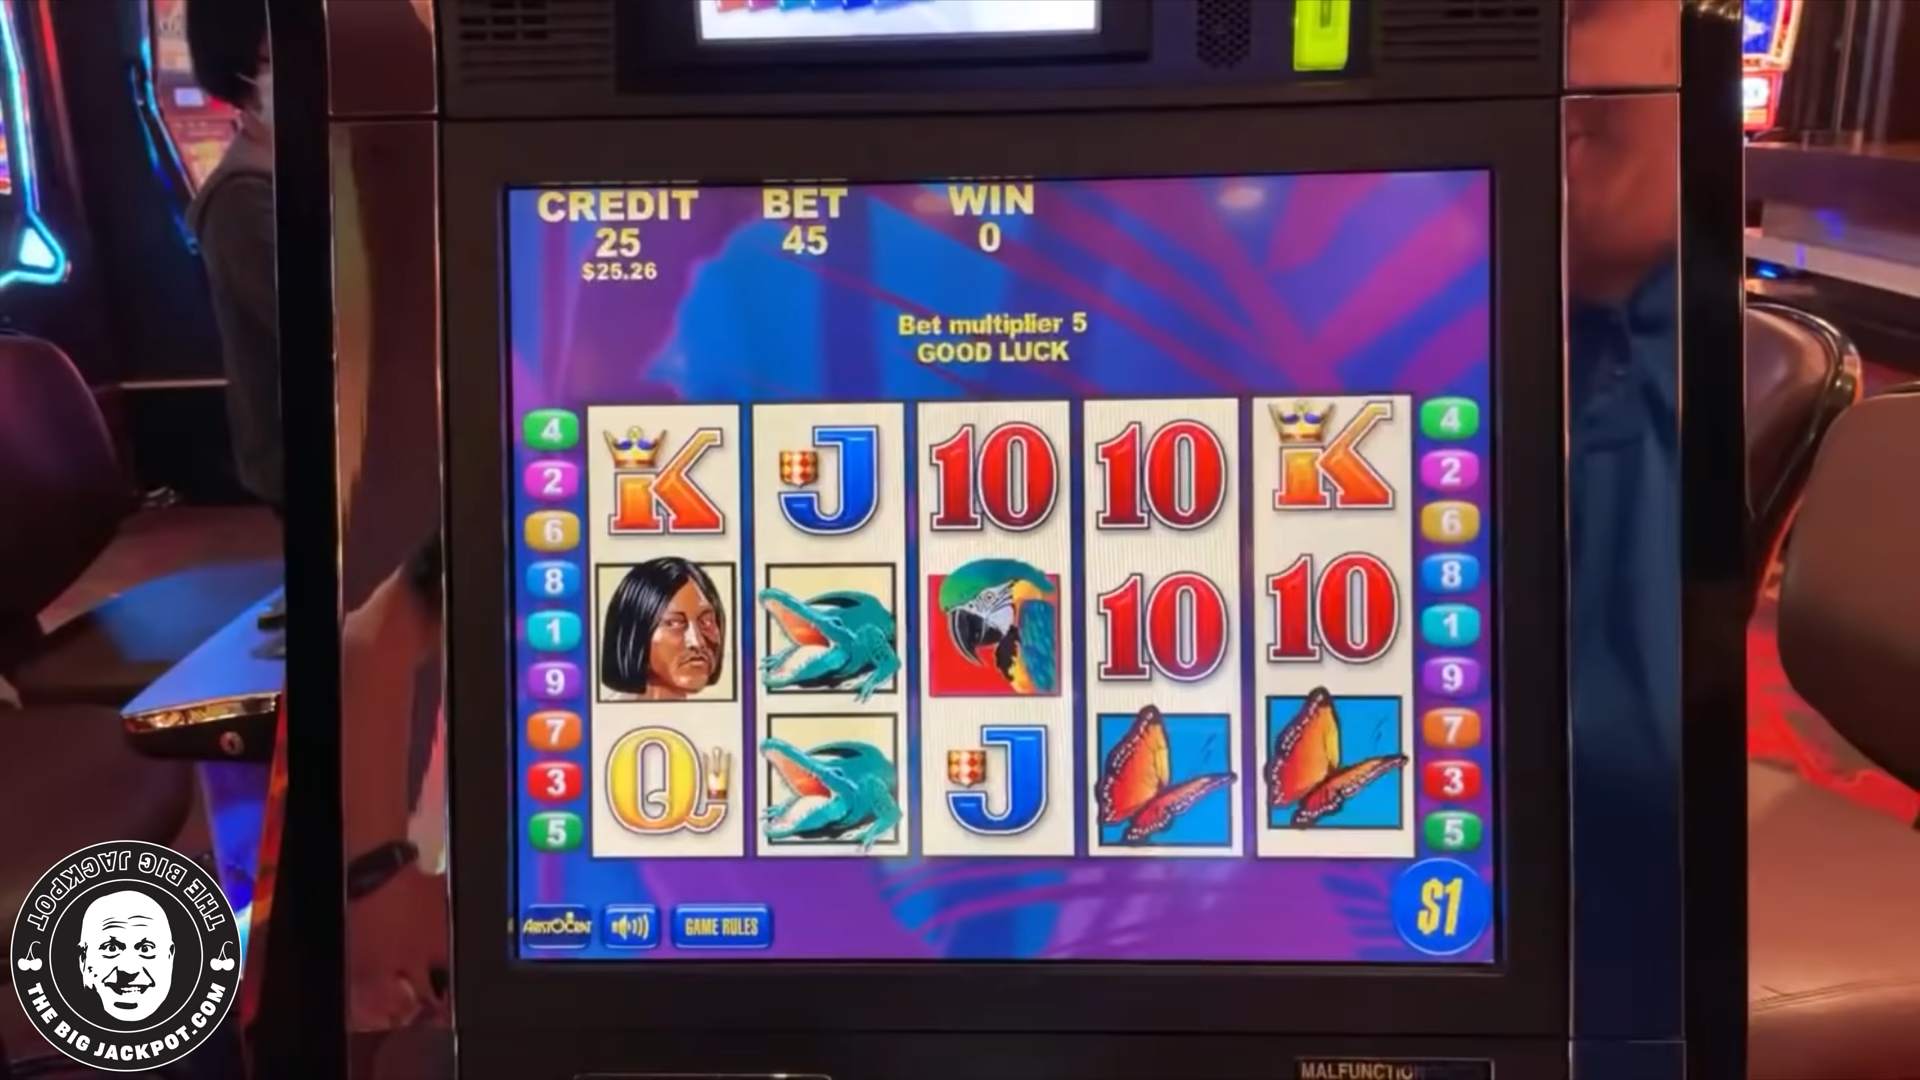 CREDIT BET WIN
25 45 0
$25.26
Bet multiplier 5
GOOD LUCK
4 4
2 2
6 6
8 8
1 1
9 9
7 7
3 3
5 5
K J 10 10 K
10 10
Q J
$1
ARISTOCRAT GAME RULES
THE BIG JACKPOT
THE BIG JACKPOT.COM
MALFUNCTION